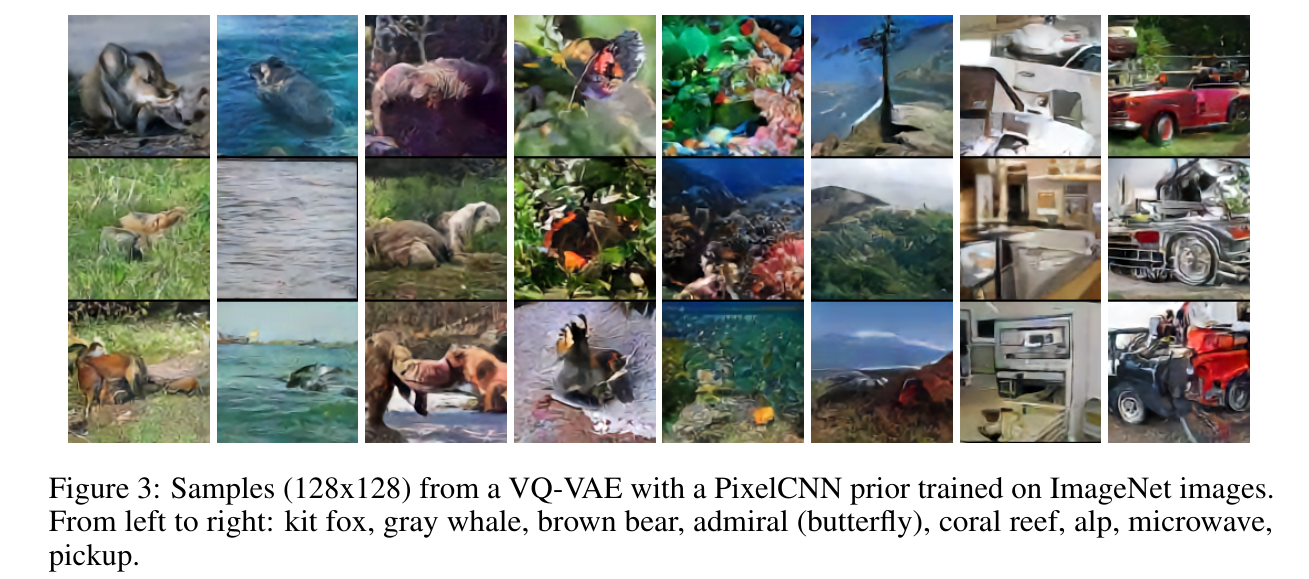 Figure 3: Samples (128x128) from a VQ-VAE with a PixelCNN prior trained on ImageNet images.
From left to right: kit fox, gray whale, brown bear, admiral (butterfly), coral reef, alp, microwave,
pickup.